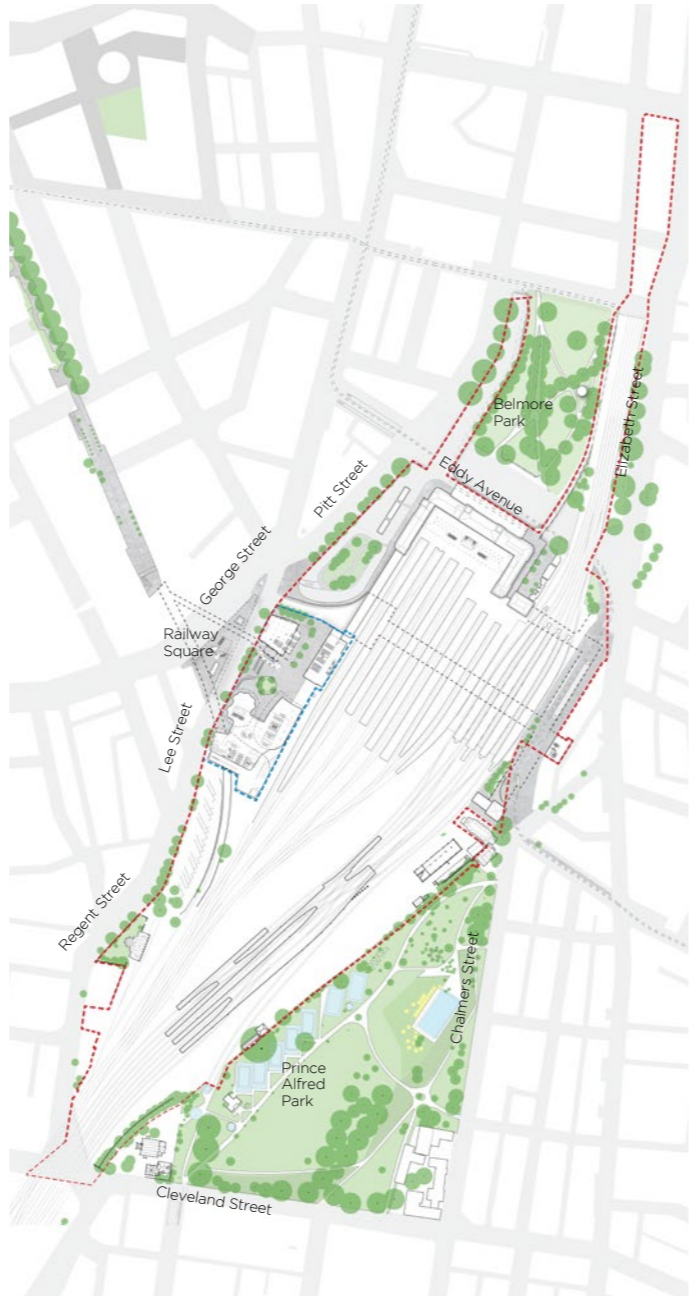 Belmore
Park
Elizabeth Street
Eddy Avenue
Pitt Street
George Street
Railway
Square
Lee Street
Regent Street
Chalmers Street
Prince
Alfred
Park
Cleveland Street